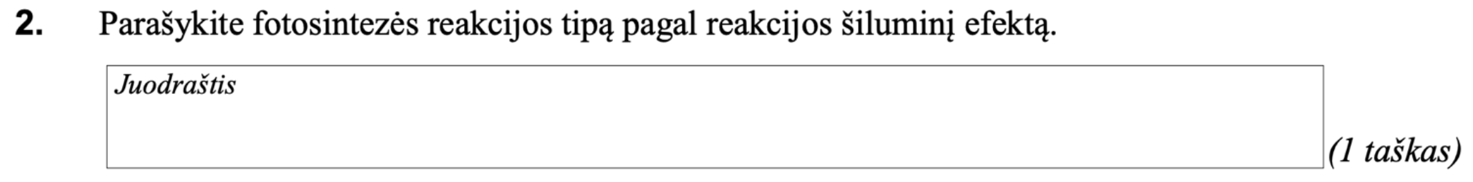 2. Parašykite fotosintezės reakcijos tipą pagal reakcijos šiluminį efektą.
Juodraštis
(1 taškas)